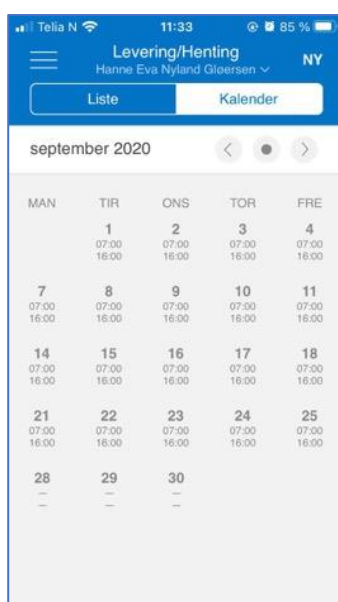 Telia N 11:33 85 %
Levering/Henting
Hanne Eva Nyland Gløersen
NY
Liste Kalender
september 2020
MAN TIR ONS TOR FRE
1 2 3 4
07:00 07:00 07:00 07:00
16:00 16:00 16:00 16:00
7 8 9 10 11
07:00 07:00 07:00 07:00 07:00
16:00 16:00 16:00 16:00 16:00
14 15 16 17 18
07:00 07:00 07:00 07:00 07:00
16:00 16:00 16:00 16:00 16:00
21 22 23 24 25
07:00 07:00 07:00 07:00 07:00
16:00 16:00 16:00 16:00 16:00
28 29 30
– – –
– – –